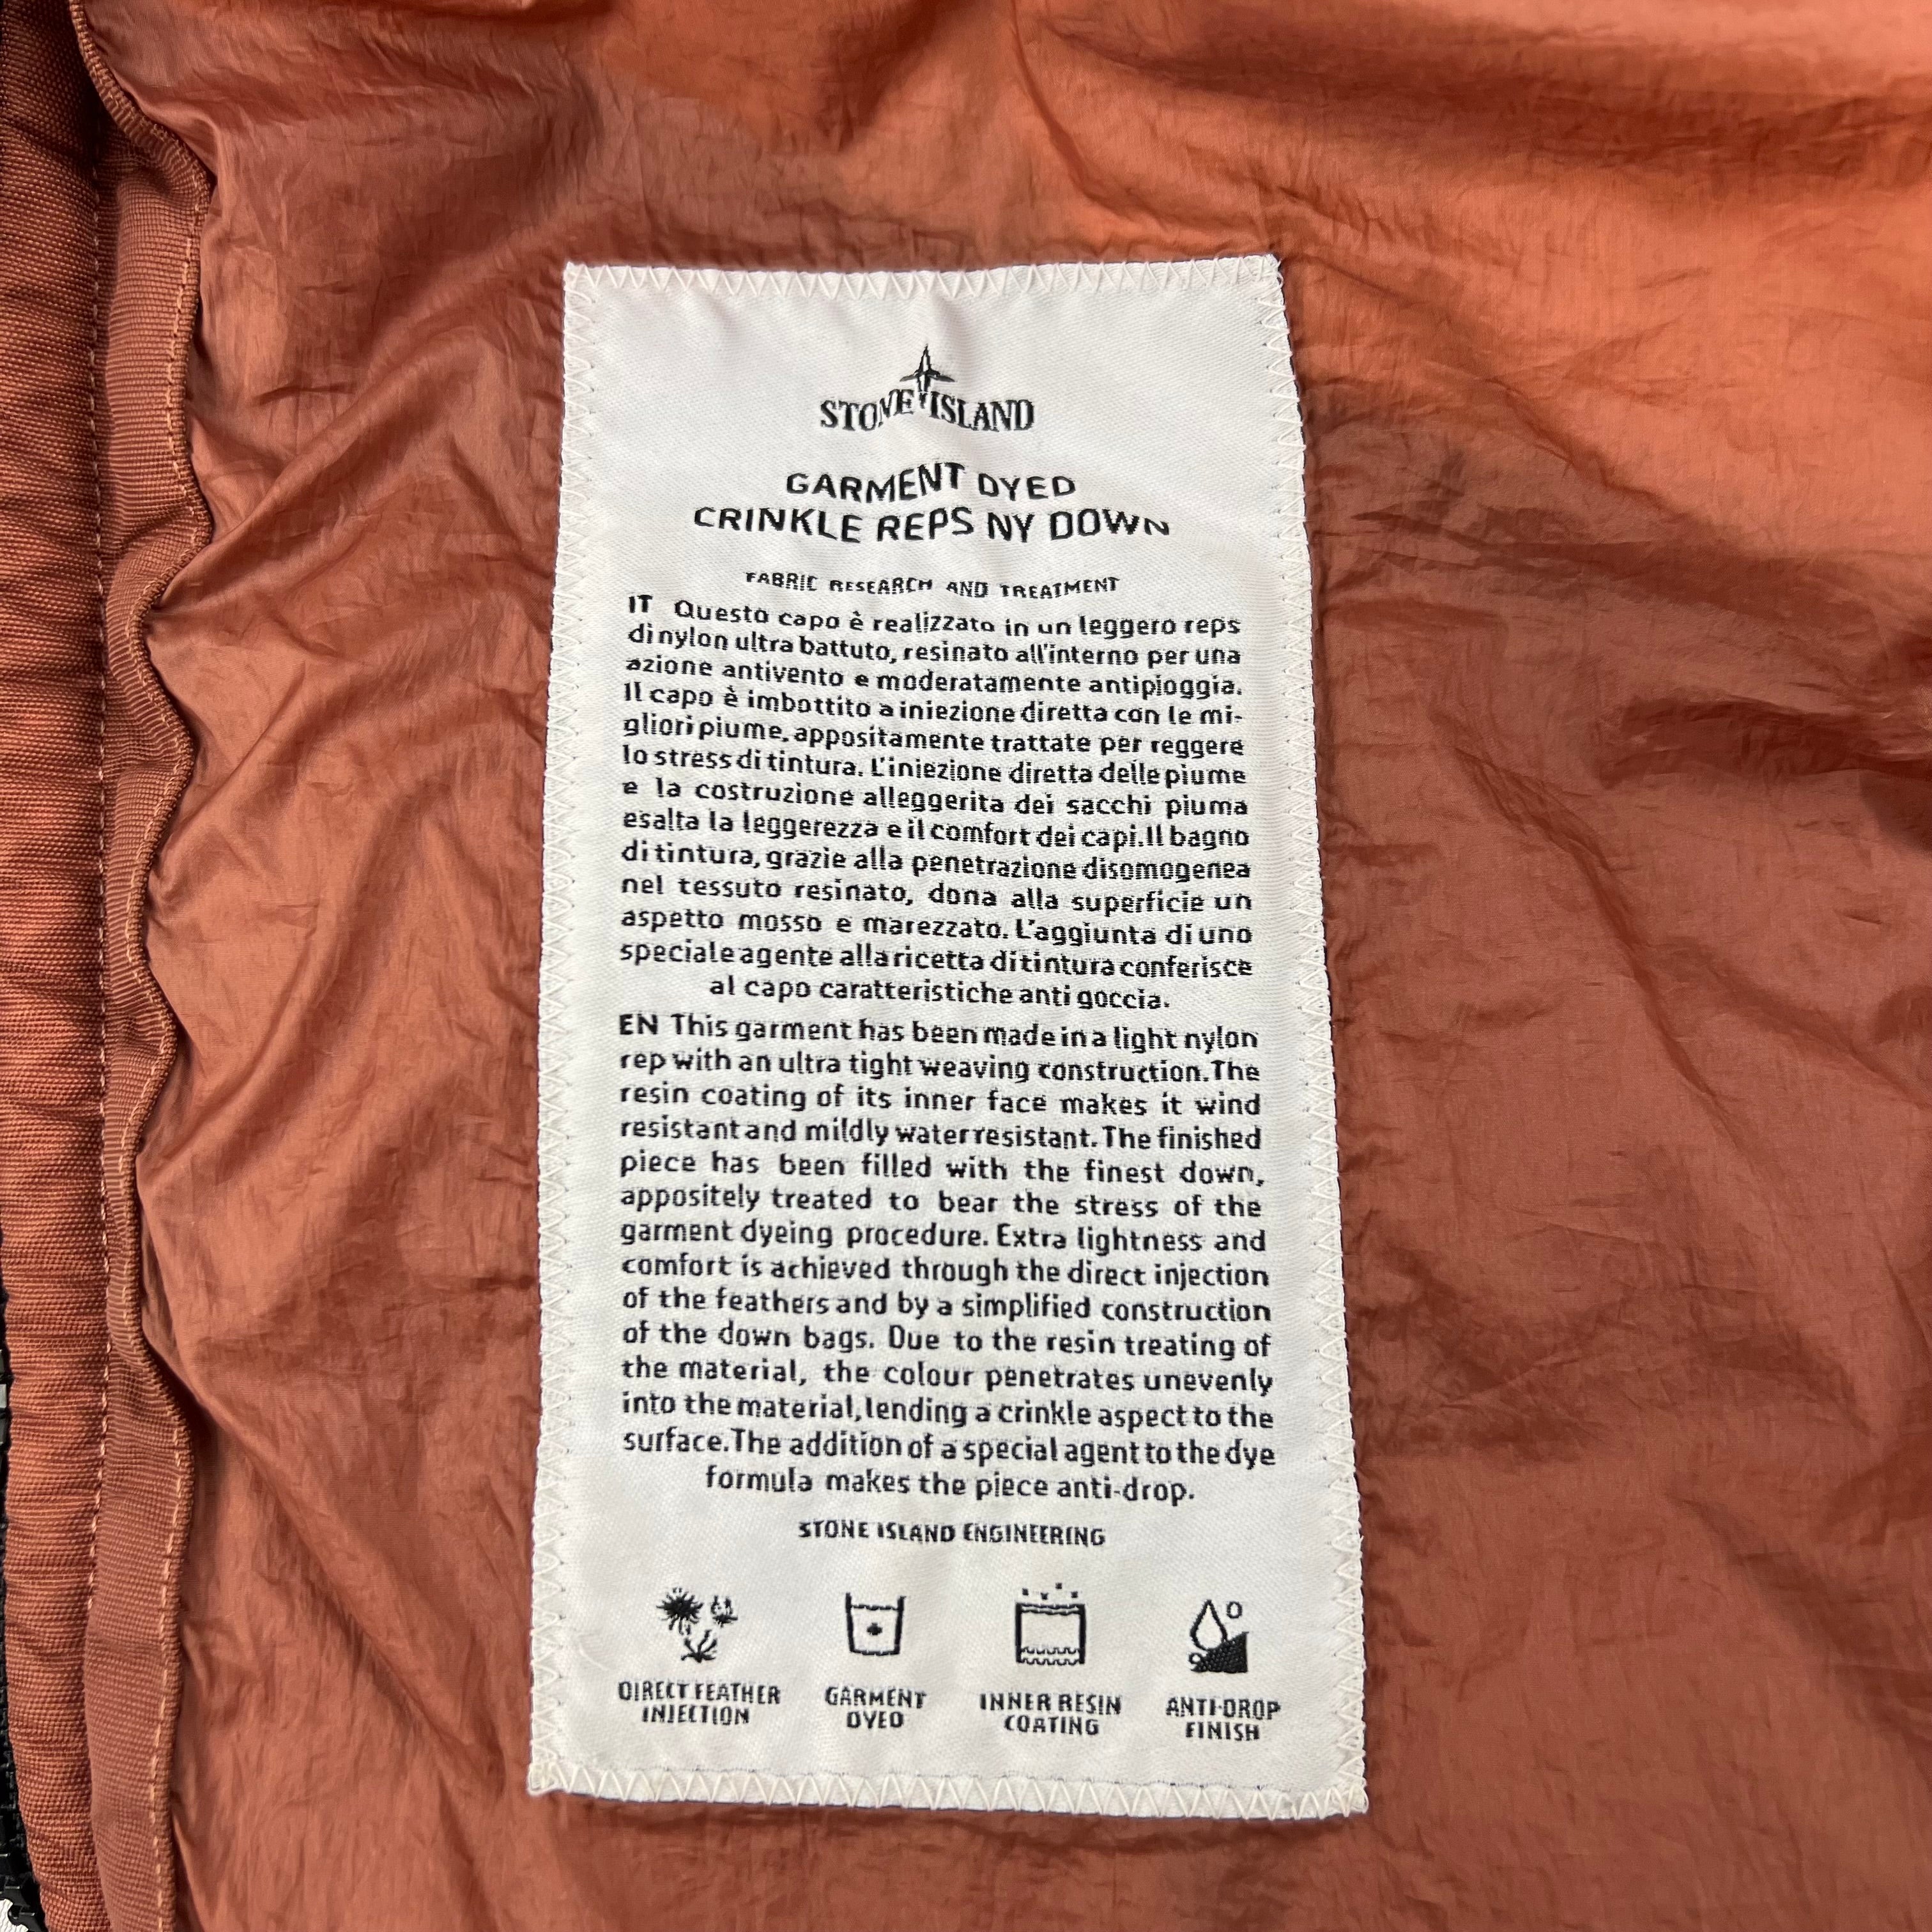 STONE ISLAND
GARMENT DYED
CRINKLE REPS NY DOWN
FABRIC RESEARCH AND TREATMENT
IT Questo capo è realizzato in un leggero reps
di nylon ultra battuto, resinato all'interno per una
azione antivento e moderatamente antipioggia.
Il capo è imbottito a iniezione diretta con le mi-
gliori piume, appositamente trattate per reggere
lo stress di tintura. L'iniezione diretta delle piume
e la costruzione alleggerita dei sacchi piuma
esalta la leggerezza e il comfort dei capi. Il bagno
di tintura, grazie alla penetrazione disomogenea
nel tessuto resinato, dona alla superficie un
aspetto mosso e marezzato. L'aggiunta di uno
speciale agente alla ricetta di tintura conferisce
al capo caratteristiche anti goccia.
EN This garment has been made in a light nylon
rep with an ultra tight weaving construction. The
resin coating of its inner face makes it wind
resistant and mildly water resistant. The finished
piece has been filled with the finest down,
appositely treated to bear the stress of the
garment dyeing procedure. Extra lightness and
comfort is achieved through the direct injection
of the feathers and by a simplified construction
of the down bags. Due to the resin treating of
the material, the colour penetrates unevenly
into the material, lending a crinkle aspect to the
surface. The addition of a special agent to the dye
formula makes the piece anti-drop.
STONE ISLAND ENGINEERING
DIRECT FEATHER INJECTION
GARMENT DYED
INNER RESIN COATING
ANTI-DROP FINISH